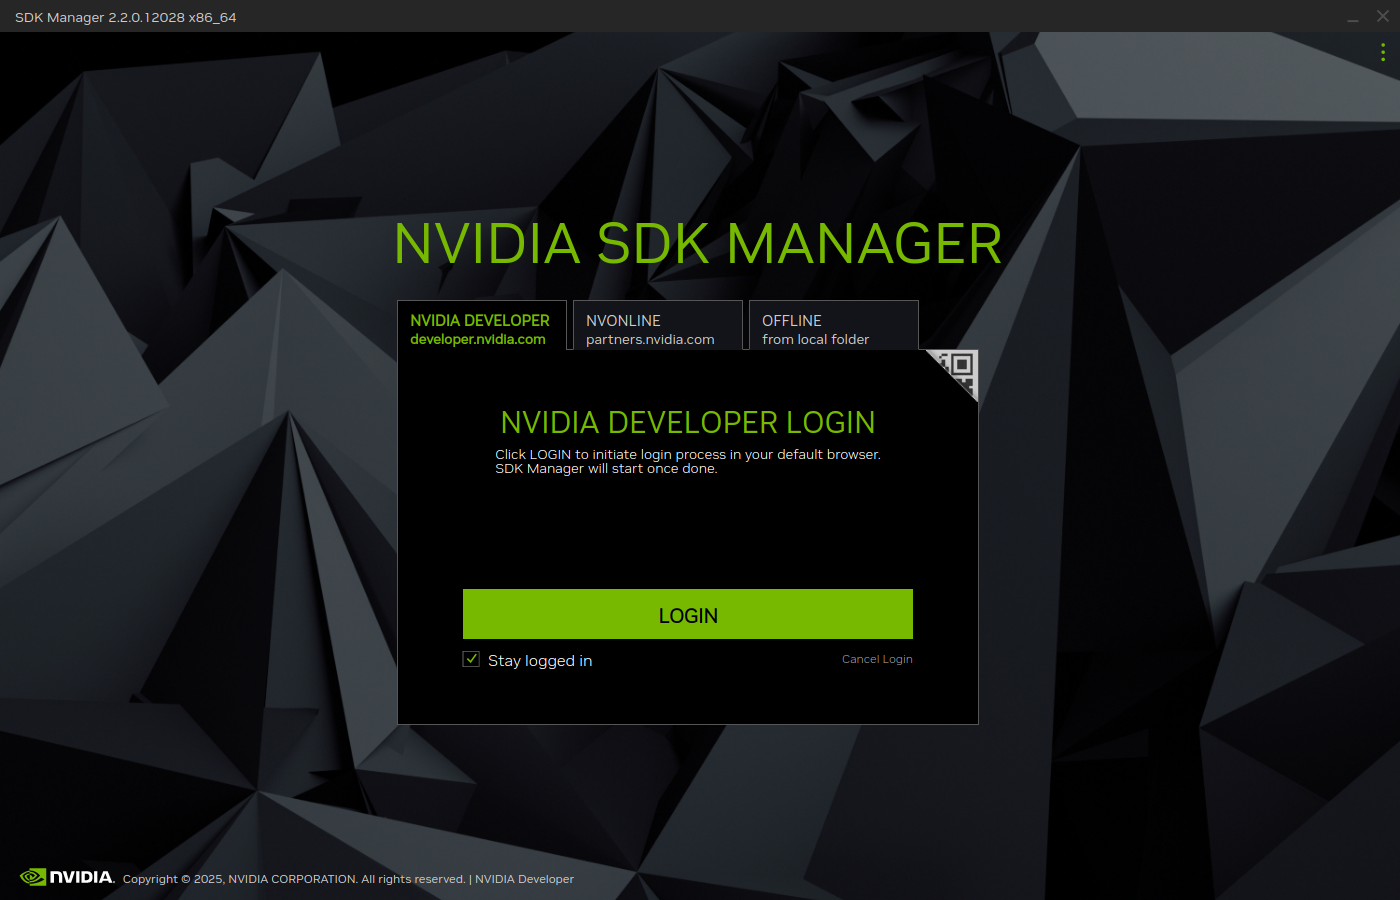 SDK Manager 2.2.0.12028 x86_64
NVIDIA SDK MANAGER
NVIDIA DEVELOPER
developer.nvidia.com
NVONLINE
partners.nvidia.com
OFFLINE
from local folder
NVIDIA DEVELOPER LOGIN
Click LOGIN to initiate login process in your default browser.
SDK Manager will start once done.
LOGIN
Stay logged in
Cancel Login
NVIDIA. Copyright © 2025, NVIDIA CORPORATION. All rights reserved. | NVIDIA Developer